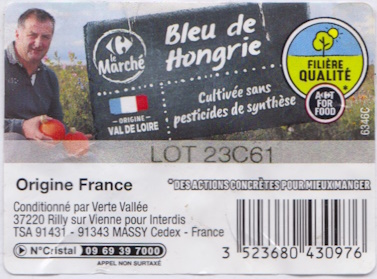 Carrefour
le
Marché
Bleu de
Hongrie
FILIÈRE
QUALITÉ
ORIGINE
VAL DE LOIRE
Cultivée sans
pesticides de synthèse
ACT
FOR
FOOD
6346C
LOT 23C61
Origine France
*DES ACTIONS CONCRÈTES POUR MIEUX MANGER
Conditionné par Verte Vallée
37220 Rilly sur Vienne pour Interdis
TSA 91431 - 91343 MASSY Cedex - France
N°Cristal 09 69 39 7000
APPEL NON SURTAXÉ
3 523680 430976